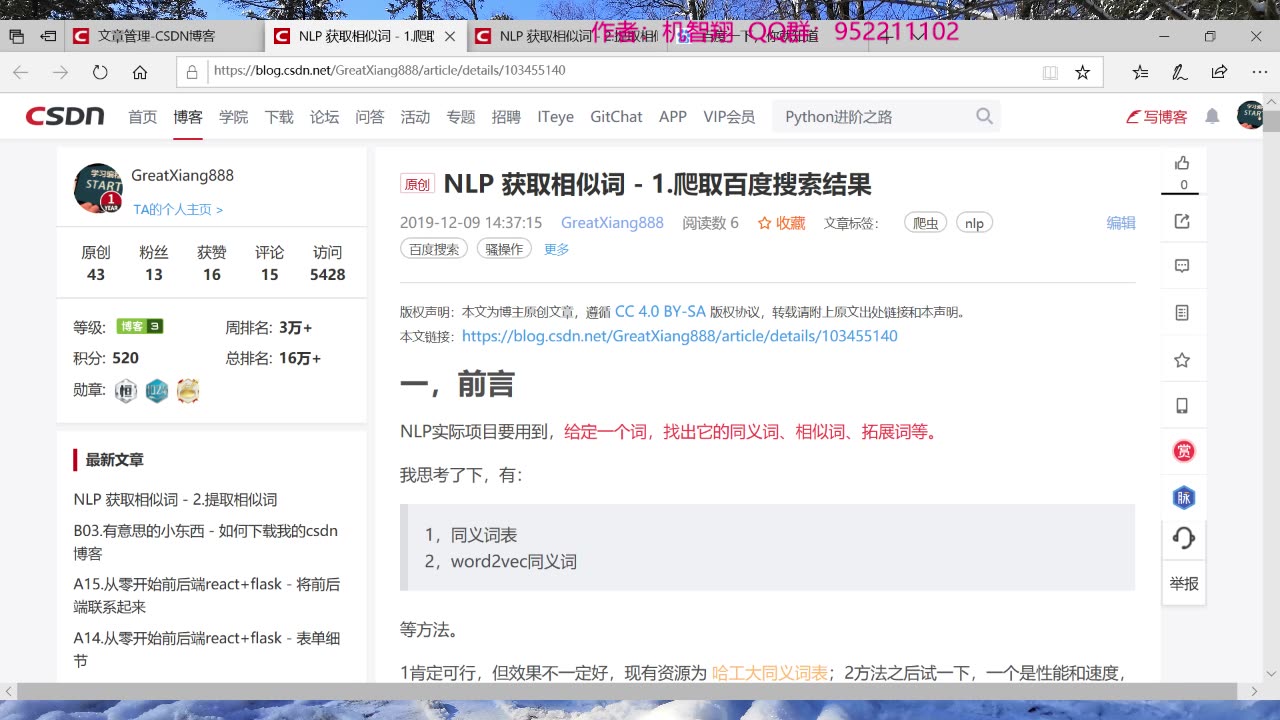 作者：机智翔 QQ群：952211102
文章管理-CSDN博客
NLP 获取相似词 - 1.爬取
NLP 获取相似词
https://blog.csdn.net/GreatXiang888/article/details/103455140
CSDN 首页 博客 学院 下载 论坛 问答 活动 专题 招聘 ITeye GitChat APP VIP会员 Python进阶之路 写博客
GreatXiang888
TA的个人主页 >
原创 粉丝 获赞 评论 访问
43 13 16 15 5428
等级: 博客 3 周排名: 3万+
积分: 520 总排名: 16万+
勋章: 恒 1024
最新文章
NLP 获取相似词 - 2.提取相似词
B03.有意思的小东西 - 如何下载我的csdn
博客
A15.从零开始前后端react+flask - 将前后
端联系起来
A14.从零开始前后端react+flask - 表单细
节
原创 NLP 获取相似词 - 1.爬取百度搜索结果
2019-12-09 14:37:15 GreatXiang888 阅读数 6 收藏 文章标签： 爬虫 nlp 编辑
百度搜索 骚操作 更多
版权声明：本文为博主原创文章，遵循 CC 4.0 BY-SA 版权协议，转载请附上原文出处链接和本声明。
本文链接：https://blog.csdn.net/GreatXiang888/article/details/103455140
一，前言
NLP实际项目要用到，给定一个词，找出它的同义词、相似词、拓展词等。
我思考了下，有：
1，同义词表
2，word2vec同义词
等方法。
1肯定可行，但效果不一定好，现有资源为 哈工大同义词表；2方法之后试一下，一个是性能和速度，
0
赏
脉
举报